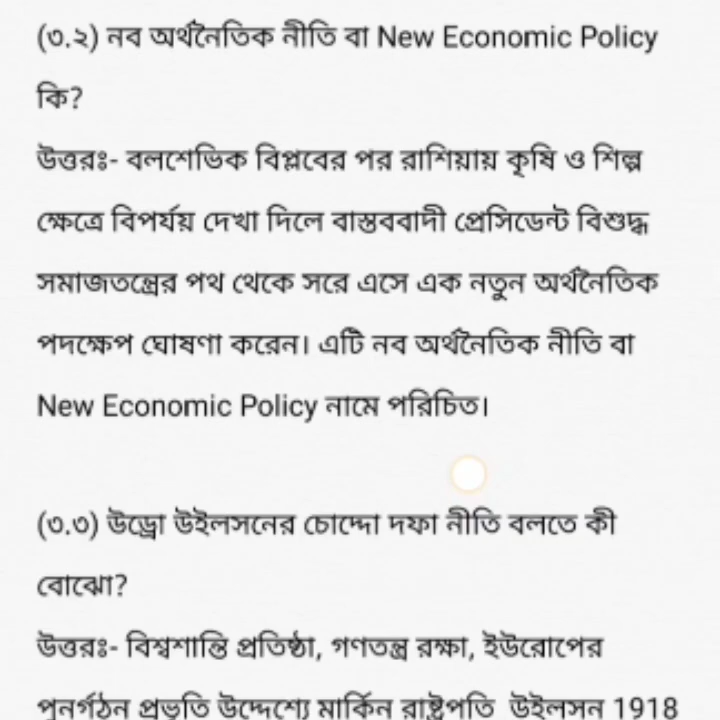 (৩.২) নব অর্থনৈতিক নীতি বা New Economic Policy
কি?
উত্তরঃ- বলশেভিক বিপ্লবের পর রাশিয়ায় কৃষি ও শিল্প
ক্ষেত্রে বিপর্যয় দেখা দিলে বাস্তববাদী প্রেসিডেন্ট বিশুদ্ধ
সমাজতন্ত্রের পথ থেকে সরে এসে এক নতুন অর্থনৈতিক
পদক্ষেপ ঘোষণা করেন। এটি নব অর্থনৈতিক নীতি বা
New Economic Policy নামে পরিচিত।
(৩.৩) উড্রো উইলসনের চোদ্দো দফা নীতি বলতে কী
বোঝো?
উত্তরঃ- বিশ্বশান্তি প্রতিষ্ঠা, গণতন্ত্র রক্ষা, ইউরোপের
পুনর্গঠন প্রভৃতি উদ্দেশ্যে মার্কিন রাষ্ট্রপতি উইলসন 1918